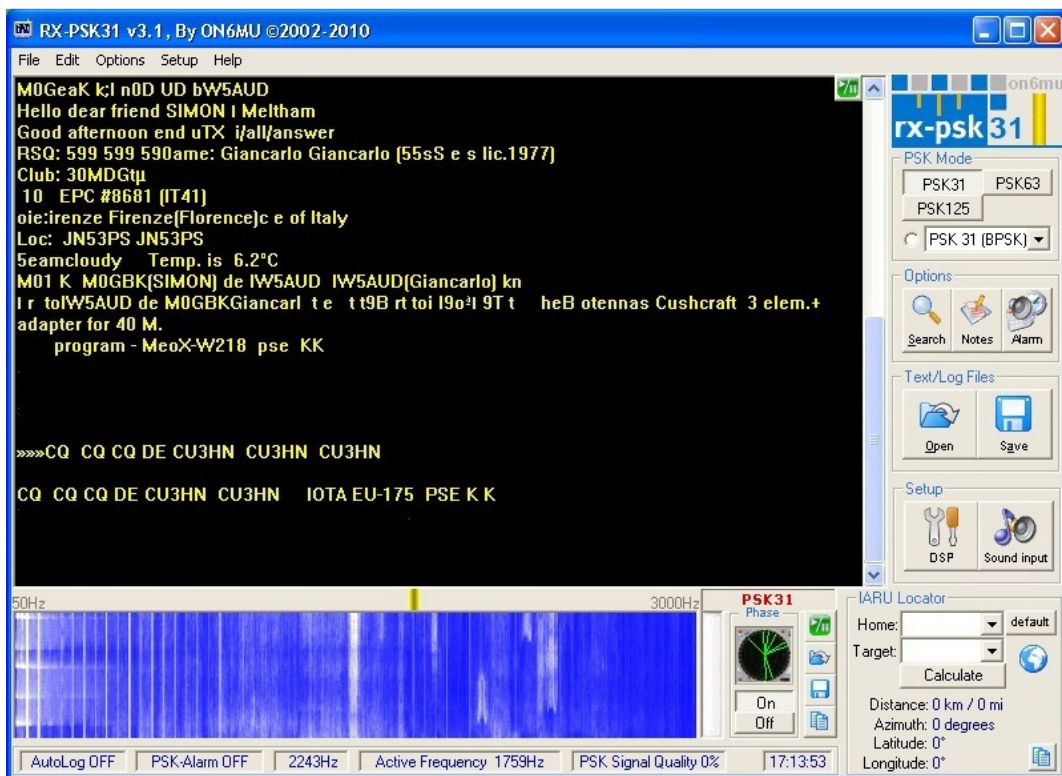 RX-PSK31 v3.1, By ON6MU ©2002-2010
File Edit Options Setup Help
M0GeaK k;l n0D UD bW5AUD
Hello dear friend SIMON I Meltham
Good afternoon end uTX i/all/answer
RSQ: 599 599 590ame: Giancarlo Giancarlo (55sS e s lic.1977)
Club: 30MDGtµ
10 EPC #8681 (IT41)
oie:irenze Firenze(Florence)c e of Italy
Loc: JN53PS JN53PS
5eamcloudy Temp. is 6.2°C
M01 K M0GBK(SIMON) de IW5AUD IW5AUD(Giancarlo) kn
I r toIW5AUD de M0GBKGiancarl t e t t9B rt toi I9o³I 9T t heB otennas Cushcraft 3 elem.+
adapter for 40 M.
program - MeoX-W218 pse KK
»»»CQ CQ CQ DE CU3HN CU3HN CU3HN
CQ CQ CQ DE CU3HN CU3HN IOTA EU-175 PSE K K
on6mu
rx-psk 31
PSK Mode
PSK31 PSK63
PSK125
PSK 31 (BPSK)
Options
Search Notes Alarm
Text/Log Files
Open Save
Setup
DSP Sound input
50Hz 3000Hz
PSK31
Phase
On
Off
IARU Locator
Home: default
Target:
Calculate
Distance: 0 km / 0 mi
Azimuth: 0 degrees
Latitude: 0°
Longitude: 0°
AutoLog OFF PSK-Alarm OFF 2243Hz Active Frequency 1759Hz PSK Signal Quality 0% 17:13:53